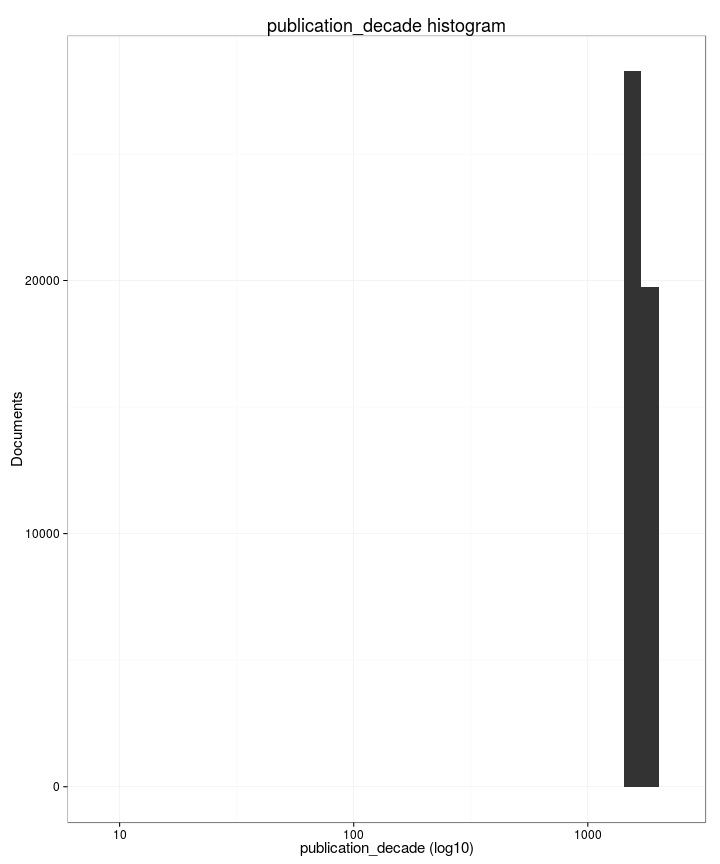 publication_decade histogram
20000
10000
0
Documents
10 100 1000
publication_decade (log10)